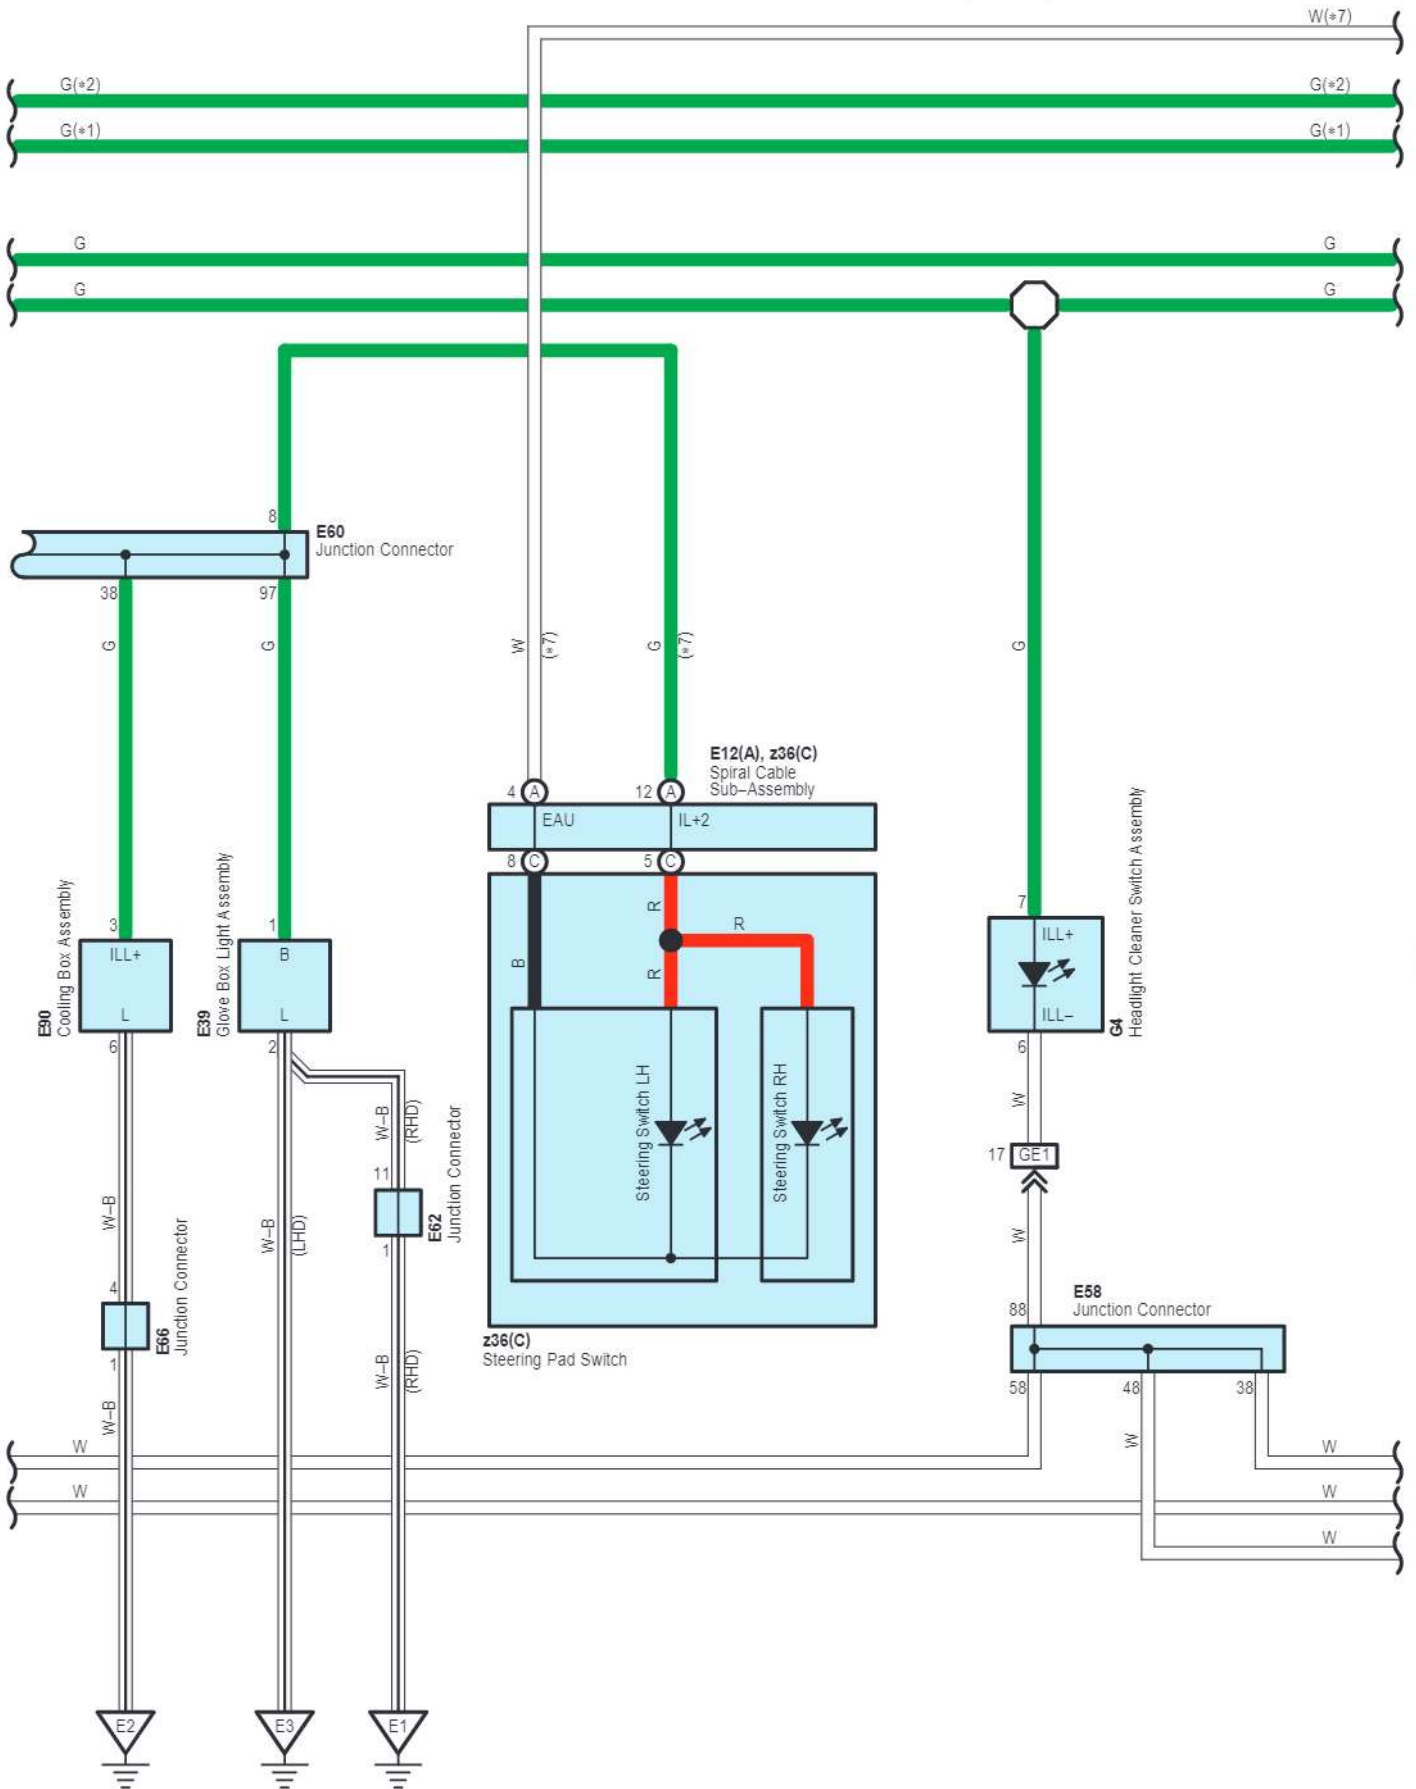 W(*7)
G(*2)
G(*2)
G(*1)
G(*1)
G
G
G
G
8
E60
Junction Connector
38
97
G
G
W
(*7)
G
(*7)
G
E12(A), z36(C)
Spiral Cable
Sub-Assembly
4
A
12
A
EAU
IL+2
8
C
5
C
R
R
B
R
3
ILL+
L
6
E90
Cooling Box Assembly
1
B
L
2
E39
Glove Box Light Assembly
7
ILL+
ILL-
6
G4
Headlight Cleaner Switch Assembly
Steering Switch LH
Steering Switch RH
z36(C)
Steering Pad Switch
W
17
GE1
W
W-B
(RHD)
11
1
E62
Junction Connector
W-B
W-B
(LHD)
4
1
E66
Junction Connector
W-B
W-B
(RHD)
E58
Junction Connector
88
58
48
38
W
W
W
W
W
W
E2
E3
E1